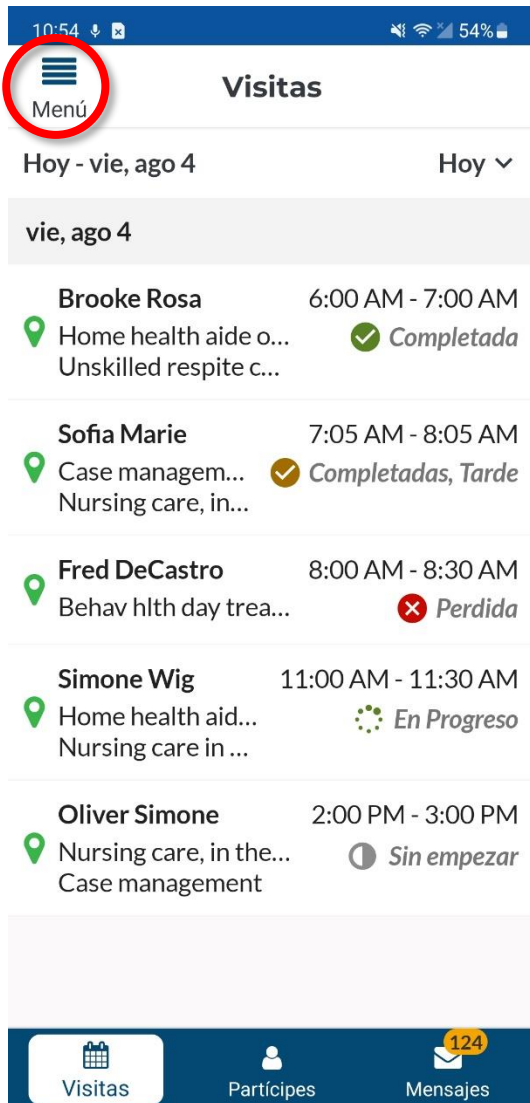 10:54 54%
Menú
Visitas
Hoy - vie, ago 4 Hoy
vie, ago 4
Brooke Rosa 6:00 AM - 7:00 AM
Home health aide o... Completada
Unskilled respite c...
Sofia Marie 7:05 AM - 8:05 AM
Case managem... Completadas, Tarde
Nursing care, in...
Fred DeCastro 8:00 AM - 8:30 AM
Behav hlth day trea... Perdida
Simone Wig 11:00 AM - 11:30 AM
Home health aid... En Progreso
Nursing care in ...
Oliver Simone 2:00 PM - 3:00 PM
Nursing care, in the... Sin empezar
Case management
124
Visitas Partícipes Mensajes